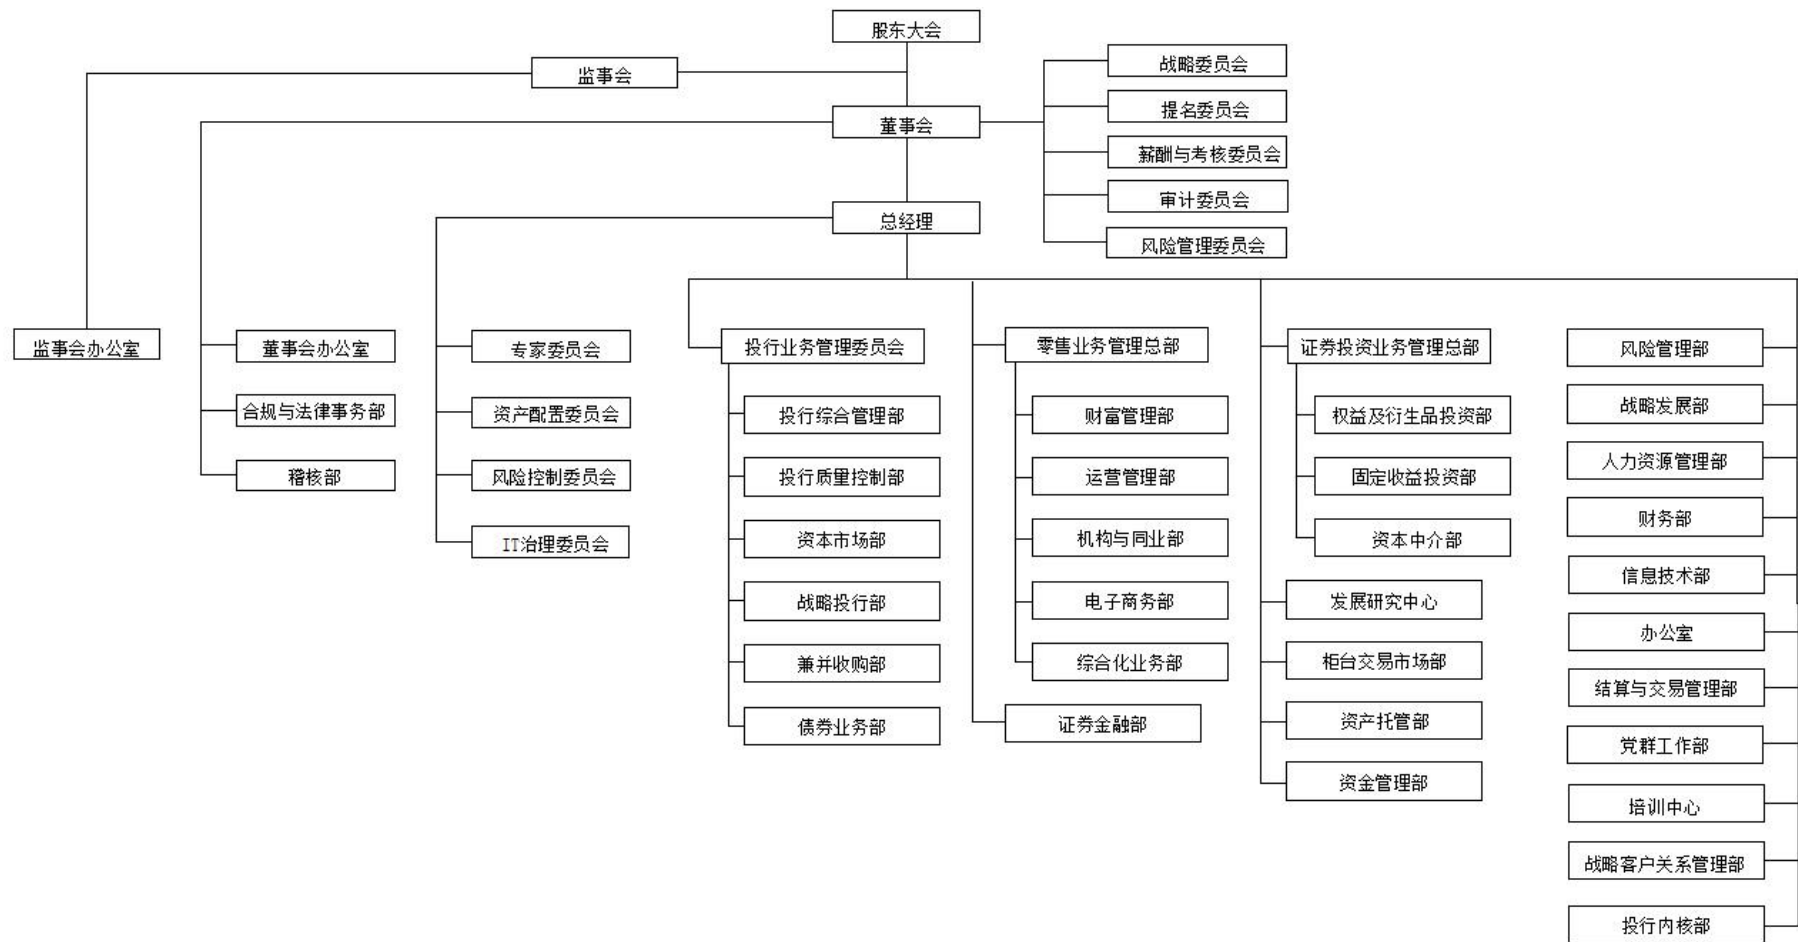 股东大会
监事会
董事会
战略委员会
提名委员会
薪酬与考核委员会
审计委员会
风险管理委员会
总经理
监事会办公室
董事会办公室
合规与法律事务部
稽核部
专家委员会
资产配置委员会
风险控制委员会
IT治理委员会
投行业务管理委员会
投行综合管理部
投行质量控制部
资本市场部
战略投行部
兼并收购部
债券业务部
零售业务管理总部
财富管理部
运营管理部
机构与同业部
电子商务部
综合化业务部
证券金融部
证券投资业务管理总部
权益及衍生品投资部
固定收益投资部
资本中介部
发展研究中心
柜台交易市场部
资产托管部
资金管理部
风险管理部
战略发展部
人力资源管理部
财务部
信息技术部
办公室
结算与交易管理部
党群工作部
培训中心
战略客户关系管理部
投行内核部